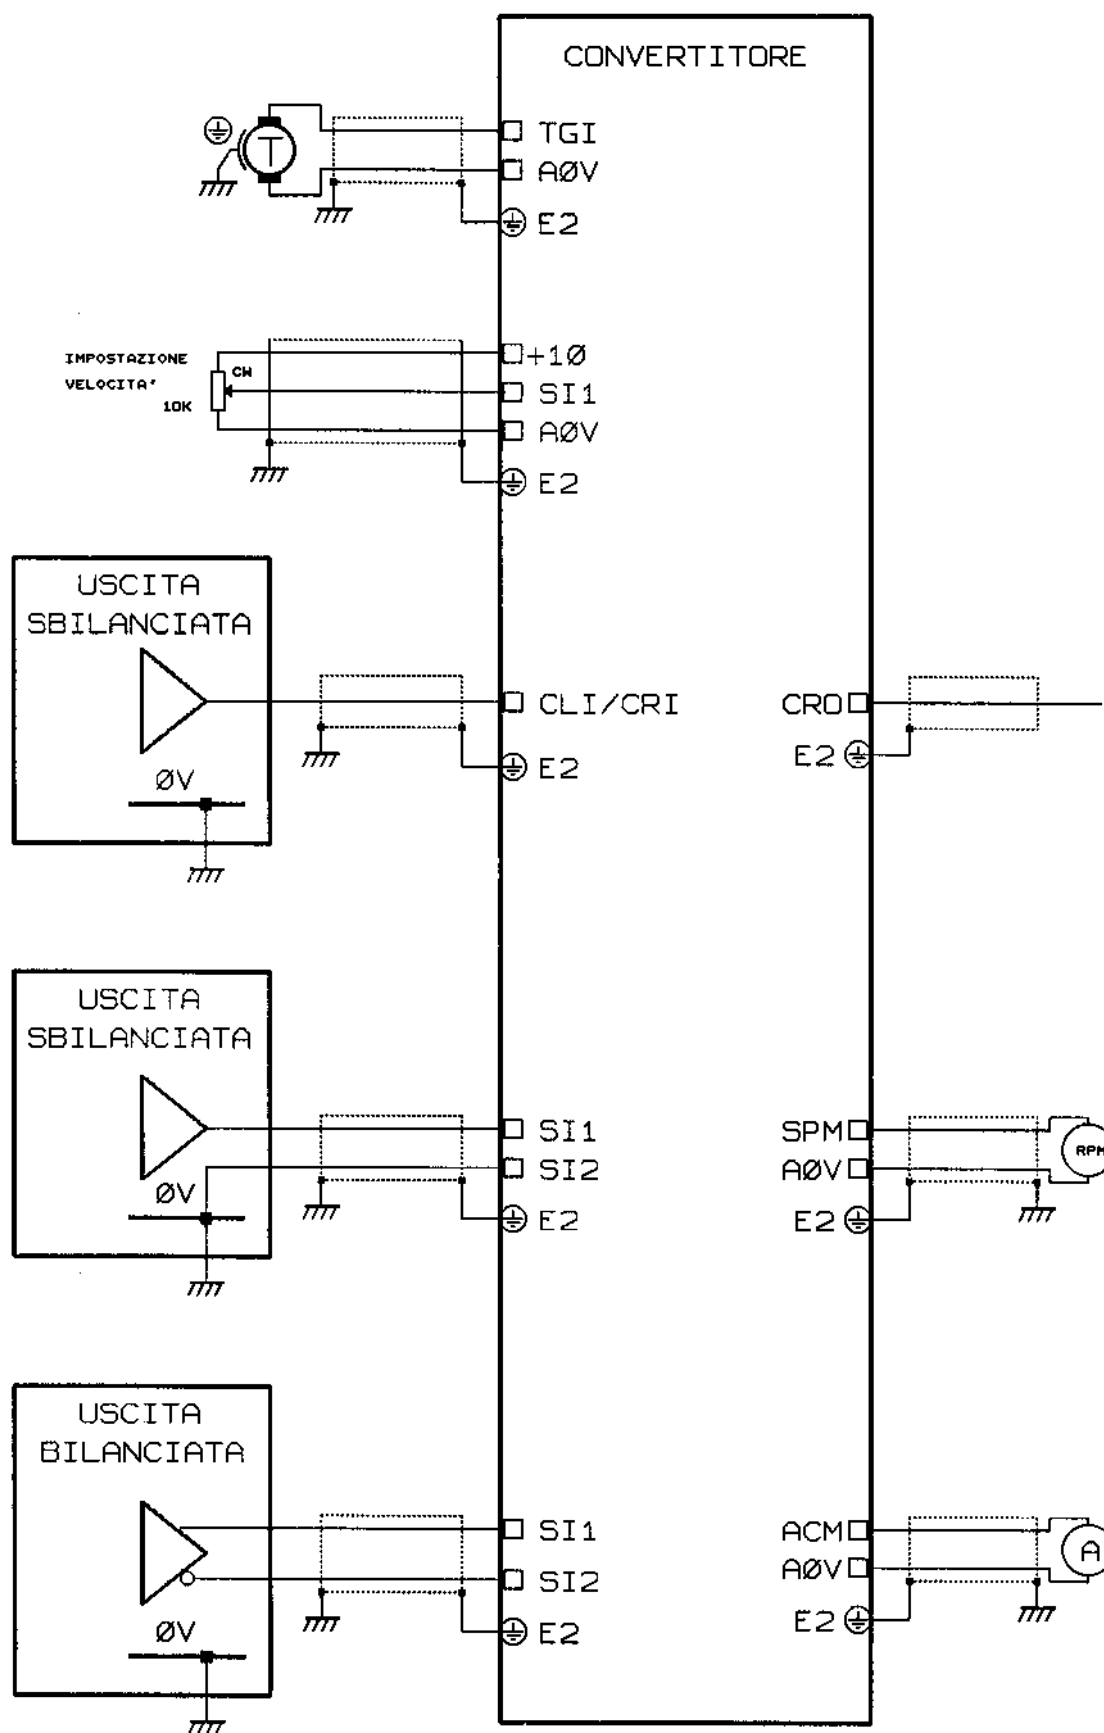 CONVERTITORE
T
TGI
AØV
E2
IMPOSTAZIONE
VELOCITA'
10K
CW
+1Ø
SI1
AØV
E2
USCITA
SBILANCIATA
ØV
CLI/CRI
E2
CRO
E2
USCITA
SBILANCIATA
ØV
SI1
SI2
E2
SPM
AØV
E2
RPM
USCITA
BILANCIATA
ØV
SI1
SI2
E2
ACM
AØV
E2
A